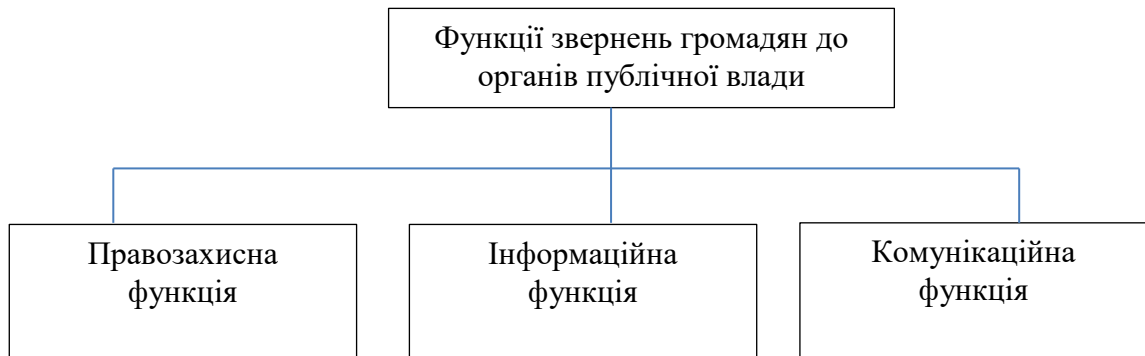 Функції звернень громадян до
органів публічної влади
Правозахисна
функція
Інформаційна
функція
Комунікаційна
функція